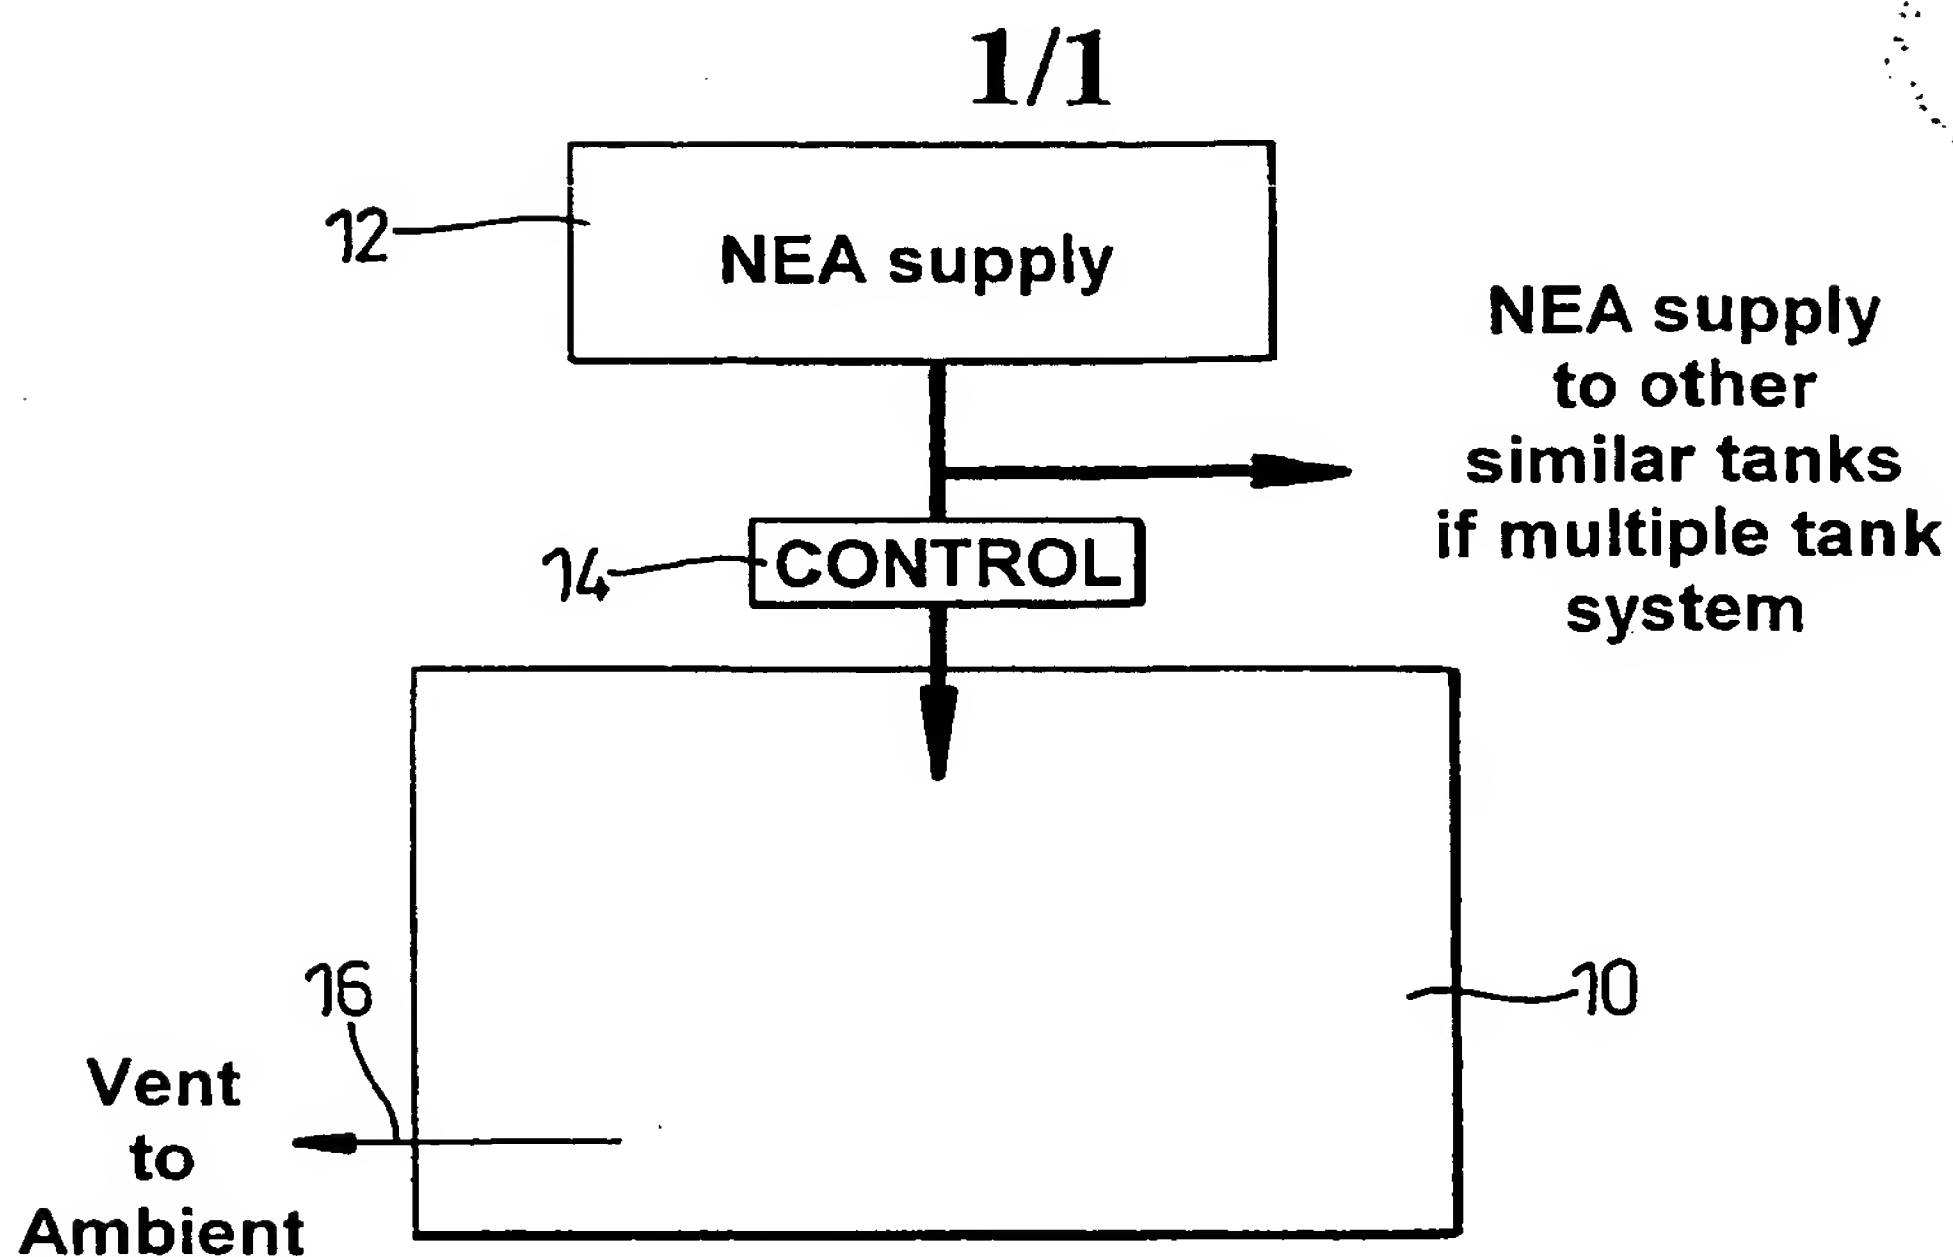 1/1
12
NEA supply
NEA supply
to other
similar tanks
if multiple tank
system
14
CONTROL
16
10
Vent
to
Ambient